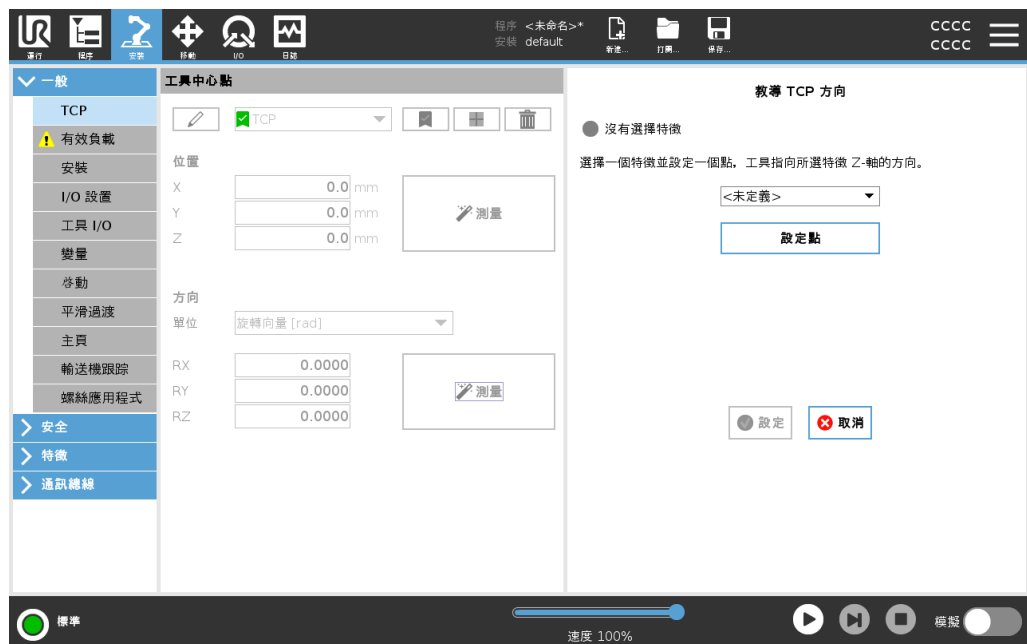 UR
運行
程序
安裝
移動
I/O
日誌
程序 <未命名>*
安裝 default
新建...
打開...
保存...
CCCC
CCCC
一般
TCP
有效負載
安裝
I/O 設置
工具 I/O
變量
啓動
平滑過渡
主頁
輸送機跟踪
螺絲應用程式
安全
特徵
通訊總線
工具中心點
TCP
位置
X 0.0 mm
Y 0.0 mm
Z 0.0 mm
測量
方向
單位 旋轉向量 [rad]
RX 0.0000
RY 0.0000
RZ 0.0000
測量
教導 TCP 方向
沒有選擇特徵
選擇一個特徵並設定一個點，工具指向所選特徵 Z-軸的方向。
<未定義>
設定點
設定
取消
標準
速度 100%
模擬